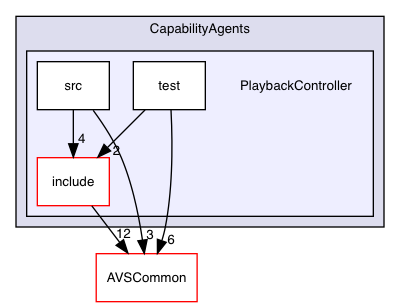 CapabilityAgents
src
test
PlaybackController
4
2
include
12
3
6
AVSCommon